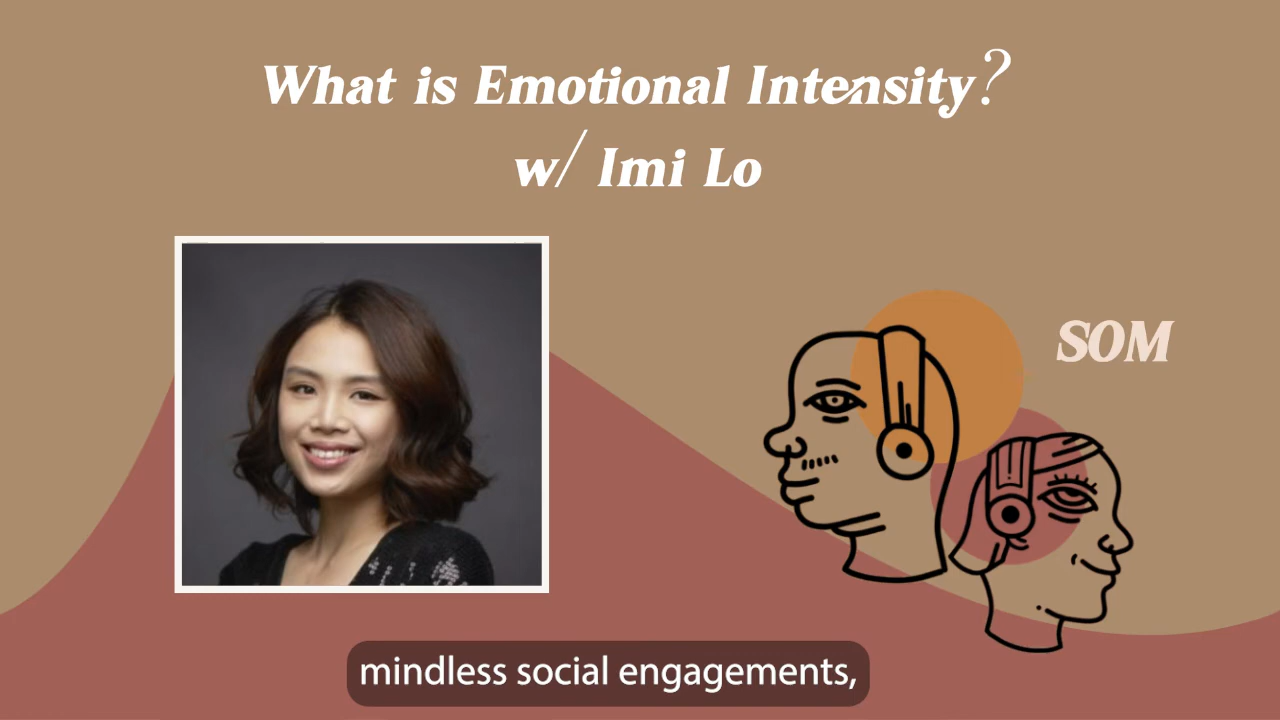 What is Emotional Intensity?
w/ Imi Lo
SOM
mindless social engagements,